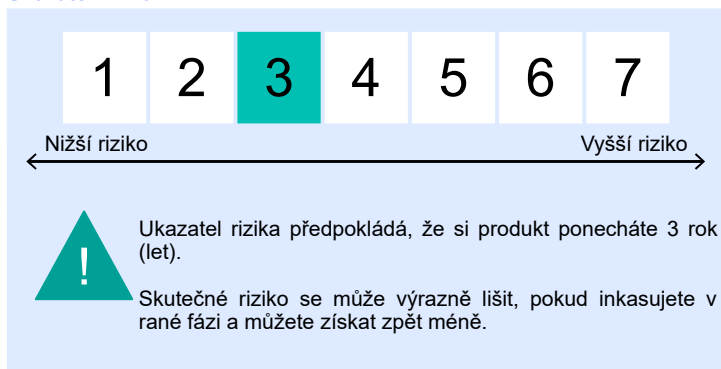 1 2 3 4 5 6 7
Nižší riziko Vyšší riziko
!
Ukazatel rizika předpokládá, že si produkt ponecháte 3 rok
(let).
Skutečné riziko se může výrazně lišit, pokud inkasujete v
rané fázi a můžete získat zpět méně.